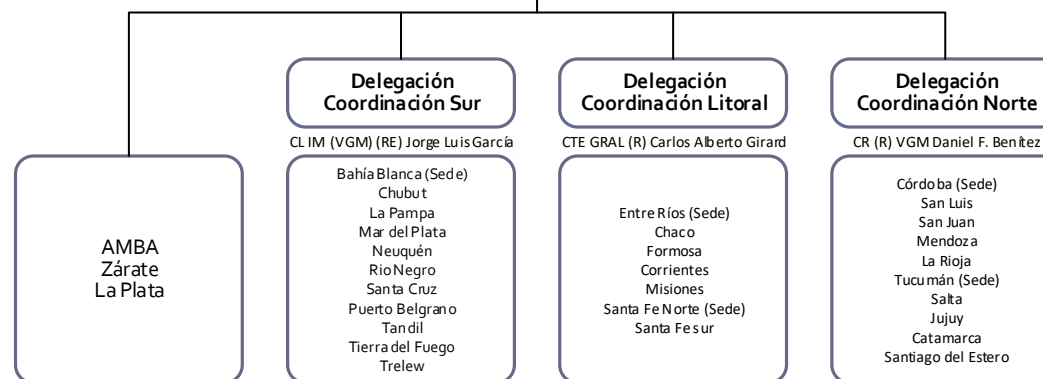 Delegación
Coordinación Sur
CL IM (VGM) (RE) Jorge Luis García
Delegación
Coordinación Litoral
CTE GRAL (R) Carlos Alberto Girard
Delegación
Coordinación Norte
CR (R) VGM Daniel F. Benítez
AMBA
Zárate
La Plata
Bahía Blanca (Sede)
Chubut
La Pampa
Mar del Plata
Neuquén
Rio Negro
Santa Cruz
Puerto Belgrano
Tandil
Tierra del Fuego
Trelew
Entre Ríos (Sede)
Chaco
Formosa
Corrientes
Misiones
Santa Fe Norte (Sede)
Santa Fe sur
Córdoba (Sede)
San Luis
San Juan
Mendoza
La Rioja
Tucumán (Sede)
Salta
Jujuy
Catamarca
Santiago del Estero